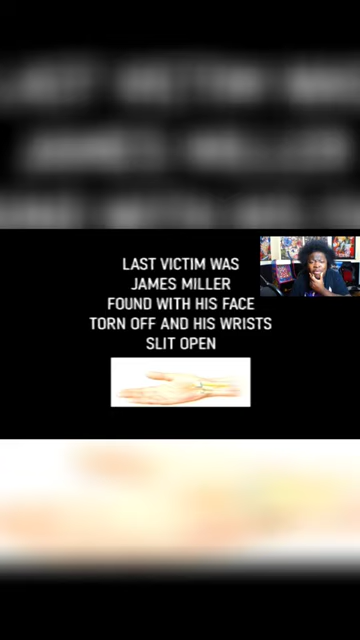 LAST VICTIM WAS
JAMES MILLER
FOUND WITH HIS FACE
TORN OFF AND HIS WRISTS
SLIT OPEN